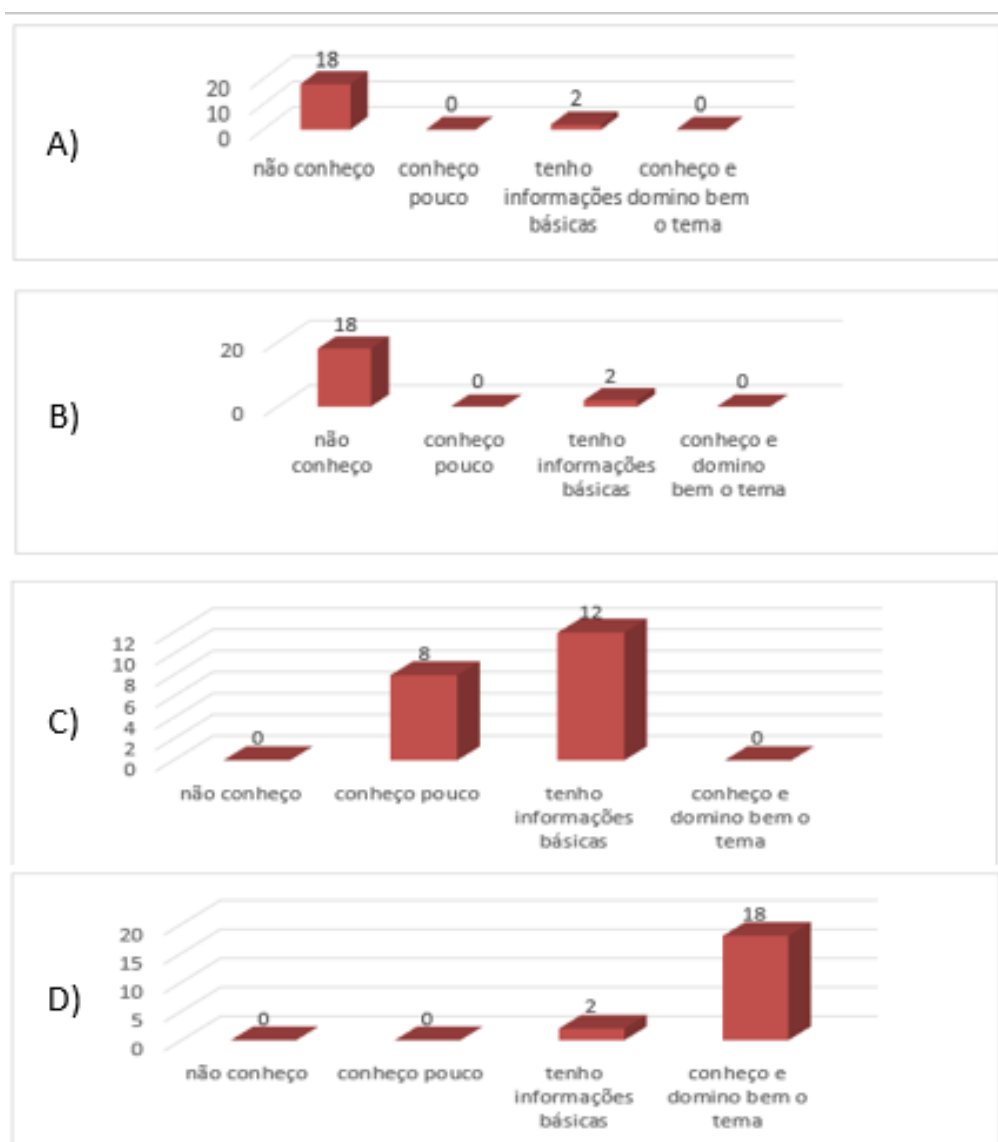 A)
18
0
2
0
20
10
0
não conheço
conheço
pouco
tenho
informações
básicas
conheço e
domino bem
o tema
B)
18
0
2
0
20
0
não
conheço
conheço
pouco
tenho
informações
básicas
conheço e
domino
bem o tema
C)
0
8
12
0
12
10
8
6
4
2
0
não conheço
conheço pouco
tenho
informações
básicas
conheço e
domino bem o
tema
D)
0
0
2
18
20
15
10
5
0
não conheço
conheço pouco
tenho
informações
básicas
conheço e
domino bem o
tema